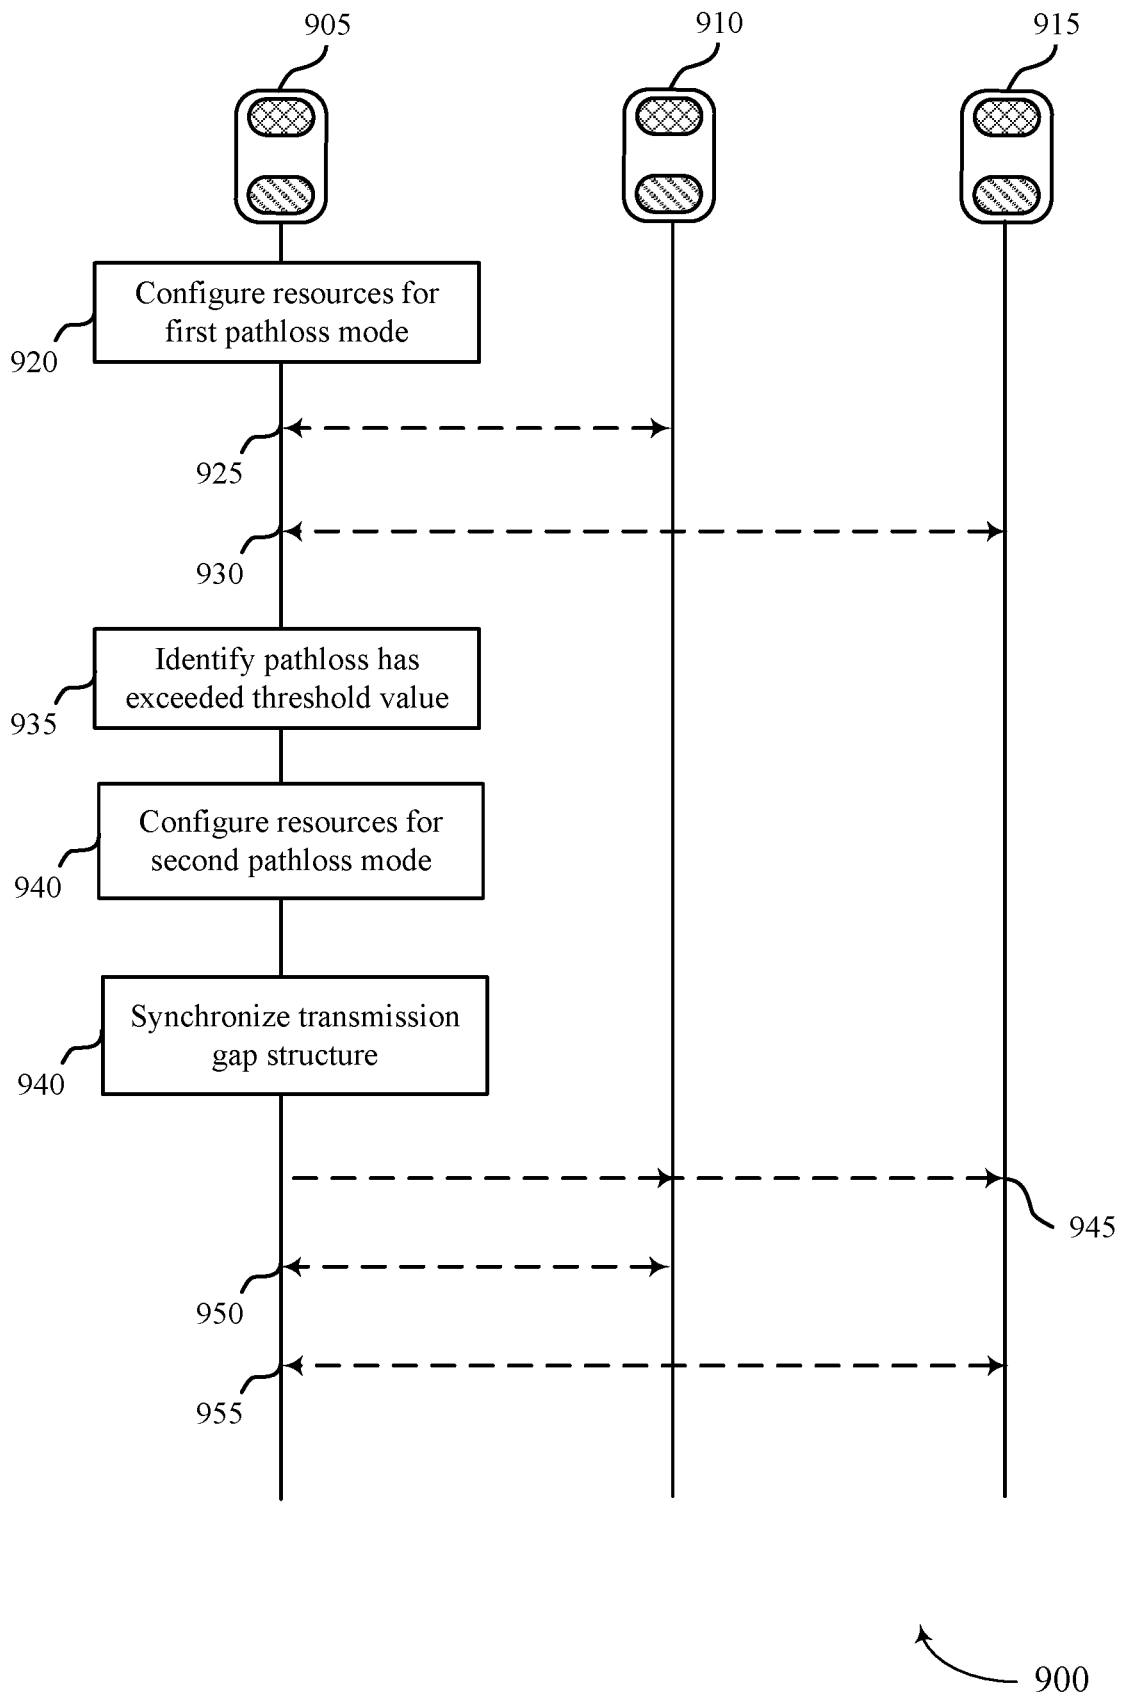 905
910
915
Configure resources for
first pathloss mode
920
925
930
Identify pathloss has
exceeded threshold value
935
Configure resources for
second pathloss mode
940
Synchronize transmission
gap structure
940
945
950
955
900